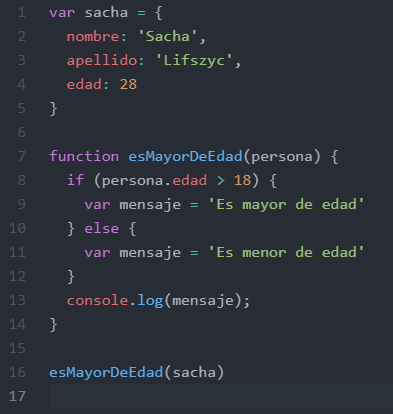 1 var sacha = {
2   nombre: 'Sacha',
3   apellido: 'Lifszyc',
4   edad: 28
5 }
6
7 function esMayorDeEdad(persona) {
8   if (persona.edad > 18) {
9     var mensaje = 'Es mayor de edad'
10   } else {
11     var mensaje = 'Es menor de edad'
12   }
13   console.log(mensaje);
14 }
15
16 esMayorDeEdad(sacha)
17